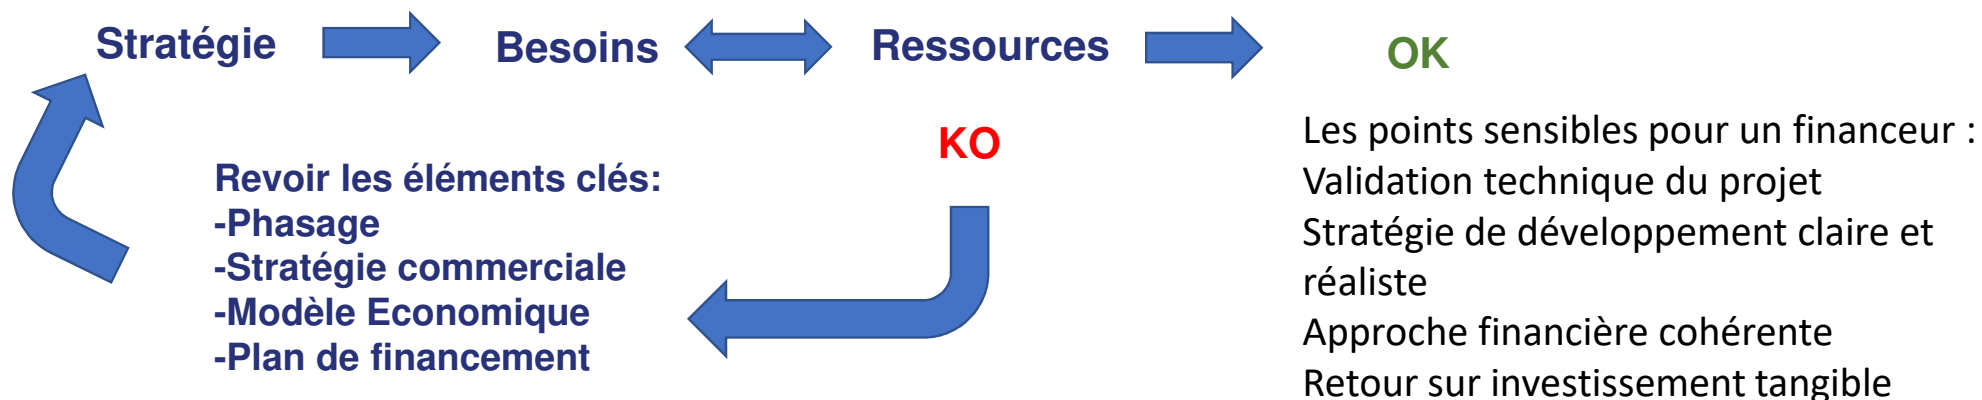 Stratégie
Besoins
Ressources
OK
KO
Revoir les éléments clés:
-Phasage
-Stratégie commerciale
-Modèle Economique
-Plan de financement
Les points sensibles pour un financeur :
Validation technique du projet
Stratégie de développement claire et
réaliste
Approche financière cohérente
Retour sur investissement tangible